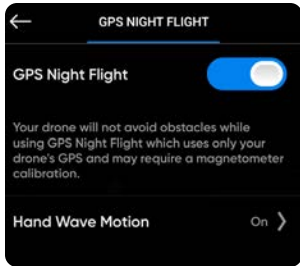 GPS NIGHT FLIGHT
GPS Night Flight
Your drone will not avoid obstacles while
using GPS Night Flight which uses only your
drone's GPS and may require a magnetometer
calibration.
Hand Wave Motion On